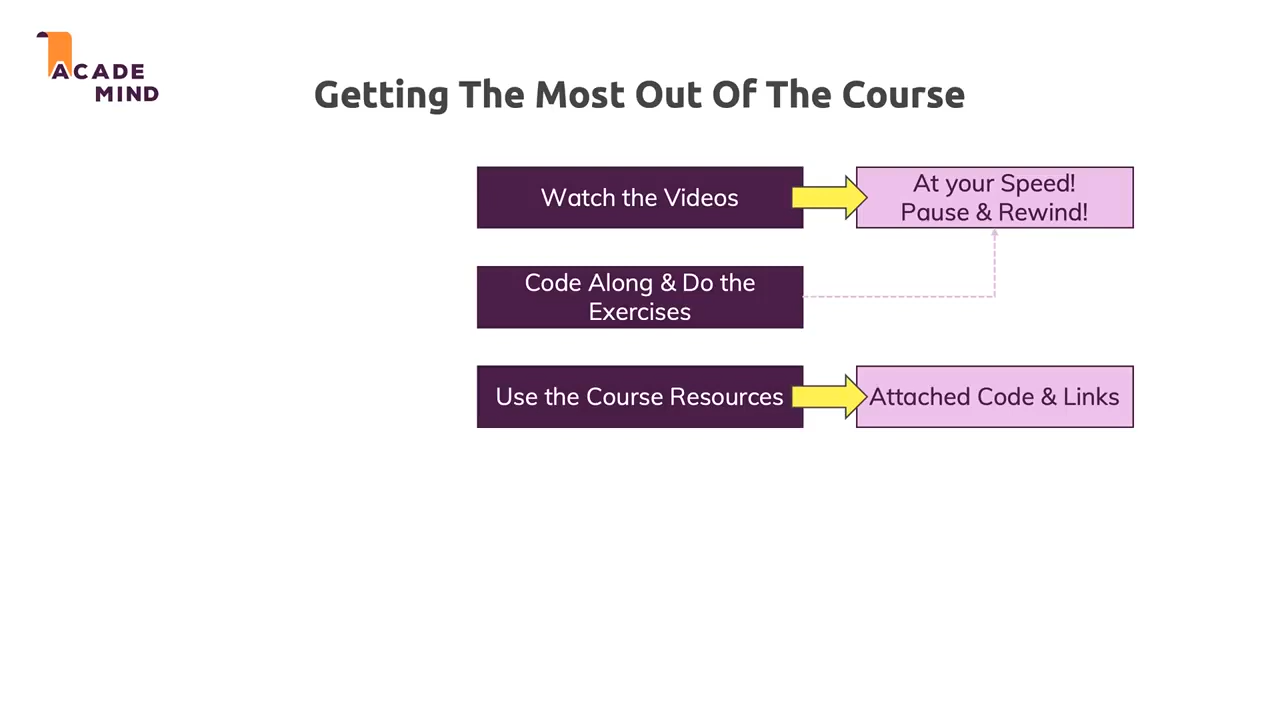 ACADE
MIND
Getting The Most Out Of The Course
Watch the Videos
At your Speed!
Pause & Rewind!
Code Along & Do the
Exercises
Use the Course Resources
Attached Code & Links